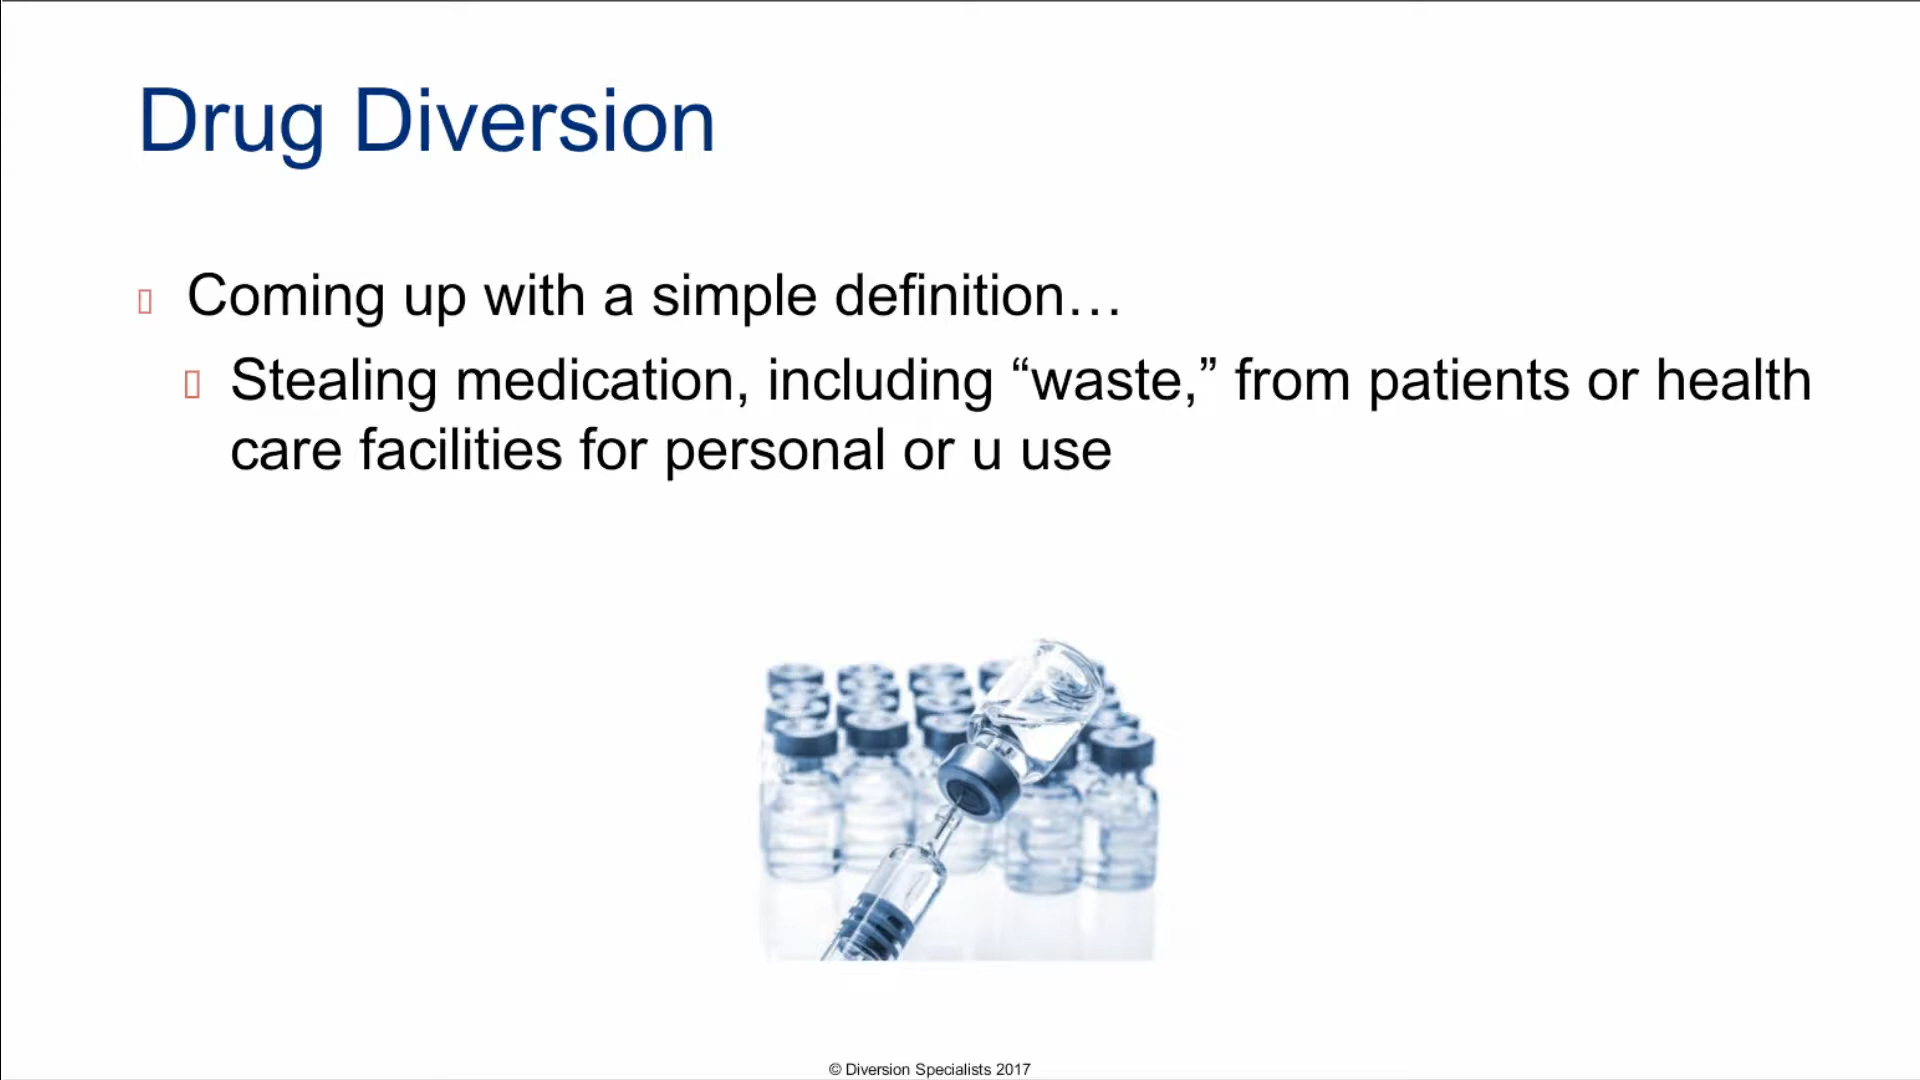 Drug Diversion
Coming up with a simple definition…
Stealing medication, including “waste,” from patients or health
care facilities for personal or u use
© Diversion Specialists 2017